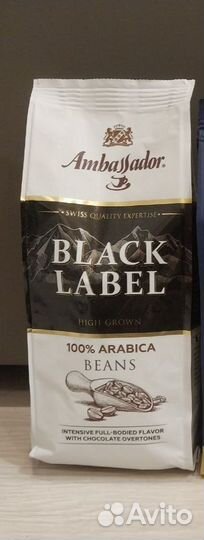 Ambassador
SWISS QUALITY EXPERTISE
BLACK
LABEL
HIGH GROWN
100% ARABICA
BEANS
INTENSIVE FULL-BODIED FLAVOR
WITH CHOCOLATE OVERTONES
Avito